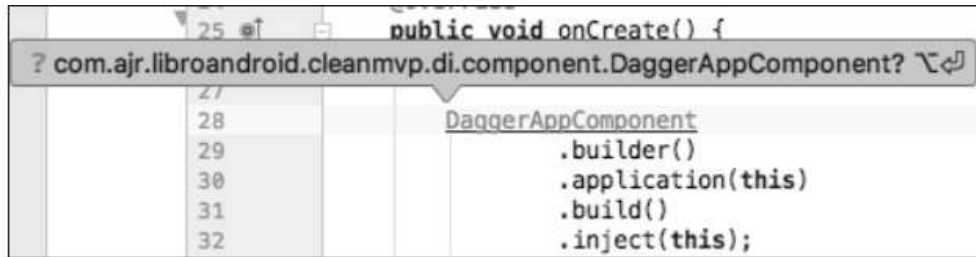 @Override
25 public void onCreate() {
? com.ajr.libroandroid.cleanmvp.di.component.DaggerAppComponent? ⌥⏎
27
28 DaggerAppComponent
29 .builder()
30 .application(this)
31 .build()
32 .inject(this);